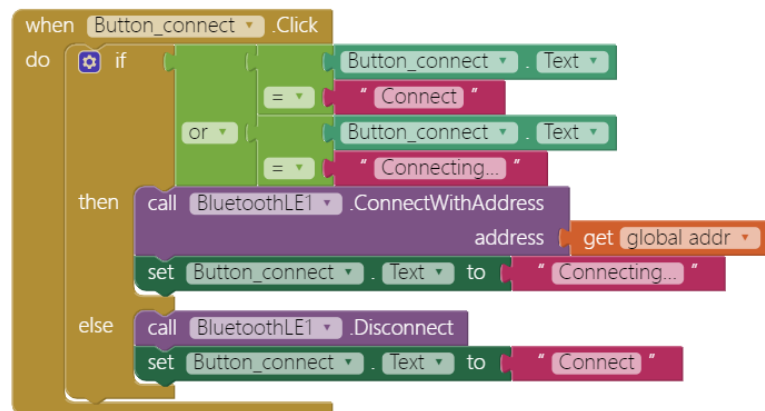 when Button_connect .Click
do if Button_connect . Text
= " Connect "
or Button_connect . Text
= " Connecting... "
then call BluetoothLE1 .ConnectWithAddress
address get global addr
set Button_connect . Text to " Connecting... "
else call BluetoothLE1 .Disconnect
set Button_connect . Text to " Connect "